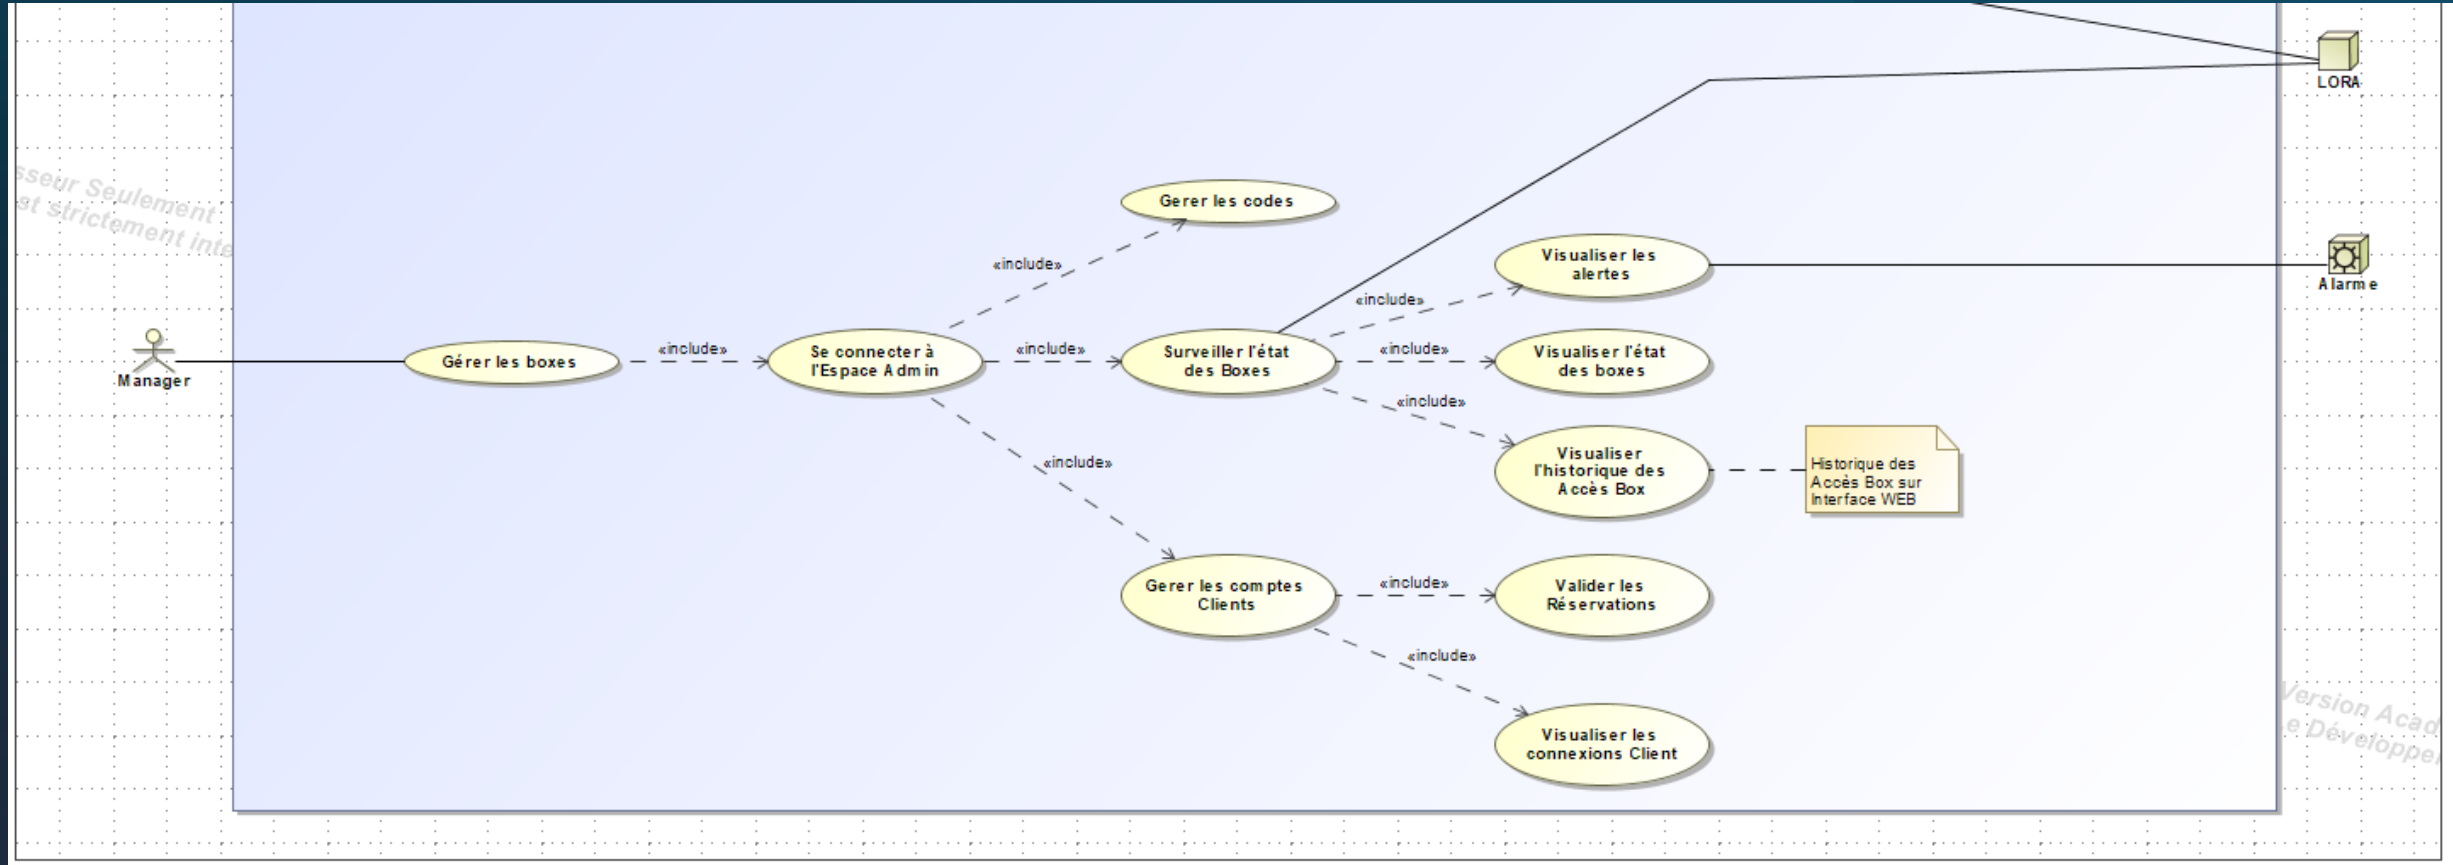 LORA
sseur Seulement
st strictement inte
Gerer les codes
«include»
Visualiser les
alertes
Alarme
«include»
Manager
Gérer les boxes
«include»
Se connecter à
l'Espace Admin
«include»
Surveiller l'état
des Boxes
«include»
Visualiser l'état
des boxes
«include»
Visualiser
l'historique des
Accès Box
Historique des
Accès Box sur
Interface WEB
«include»
Gerer les comptes
Clients
«include»
Valider les
Réservations
«include»
Visualiser les
connexions Client
Version Acad
e Développe